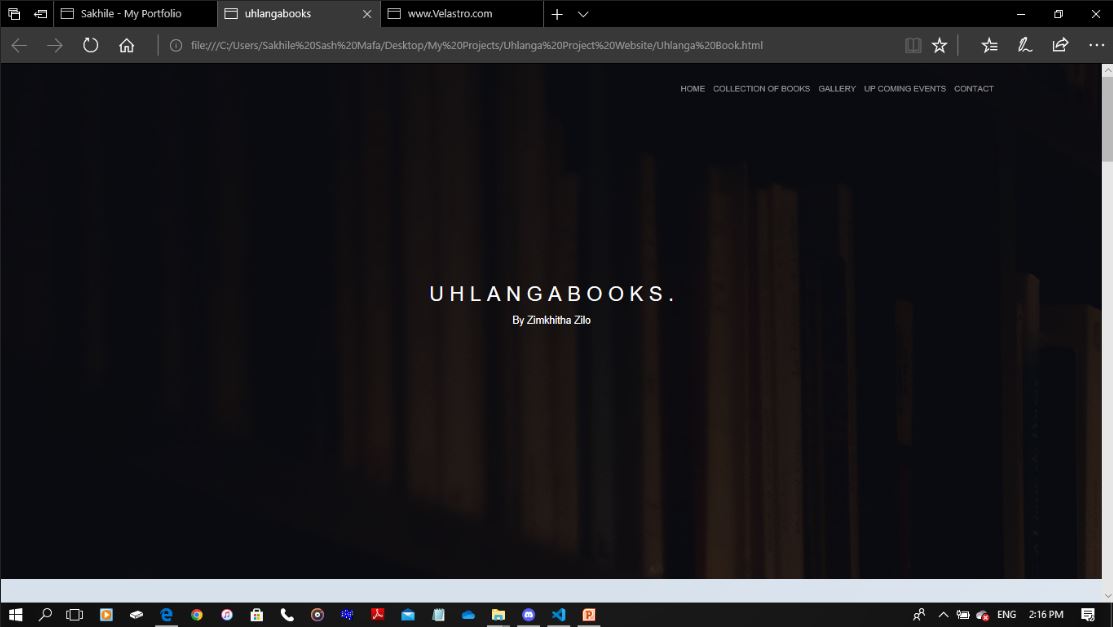 Sakhile - My Portfolio
uhlangabooks
www.Velastro.com
file:///C:/Users/Sakhile%20Sash%20Mafa/Desktop/My%20Projects/Uhlanga%20Project%20Website/Uhlanga%20Book.html
HOME COLLECTION OF BOOKS GALLERY UP COMING EVENTS CONTACT
UHLANGABOOKS.
By Zimkhitha Zilo
ENG 2:16 PM